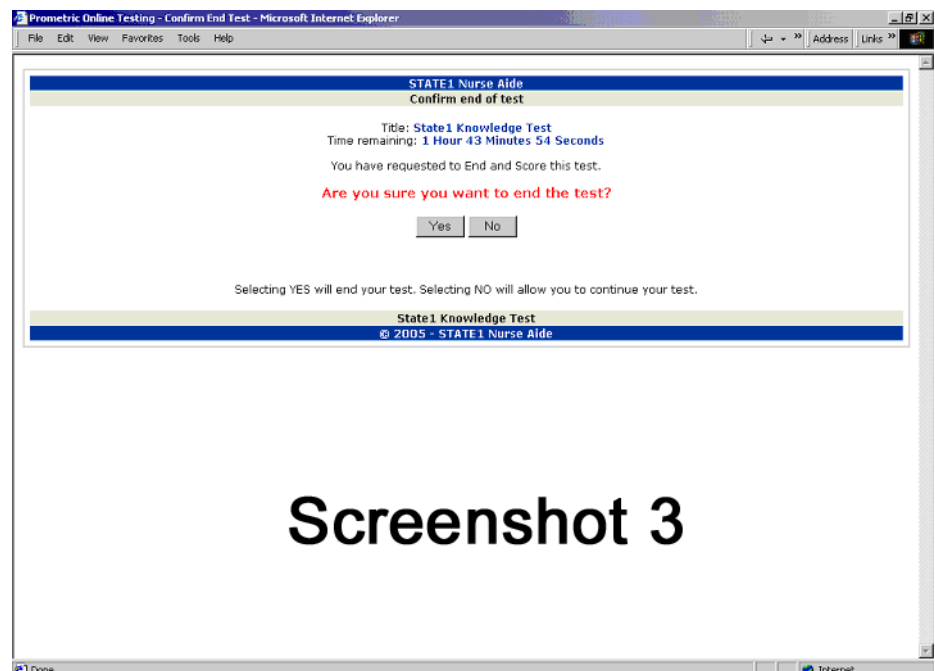 Prometric Online Testing - Confirm End Test - Microsoft Internet Explorer
File Edit View Favorites Tools Help » Address Links »
STATE1 Nurse Aide
Confirm end of test
Title: State1 Knowledge Test
Time remaining: 1 Hour 43 Minutes 54 Seconds
You have requested to End and Score this test.
Are you sure you want to end the test?
Yes No
Selecting YES will end your test. Selecting NO will allow you to continue your test.
State1 Knowledge Test
© 2005 - STATE1 Nurse Aide
Screenshot 3
Done Internet